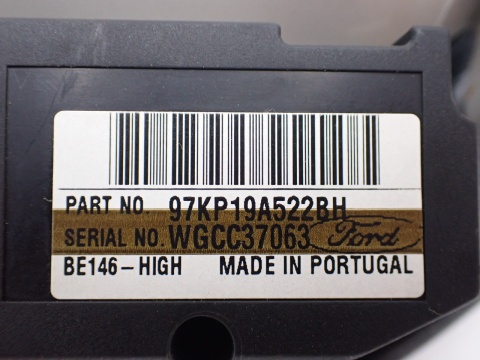 PART NO 97KP19A522BH
SERIAL NO. WGCC37063 Ford
BE146-HIGH MADE IN PORTUGAL